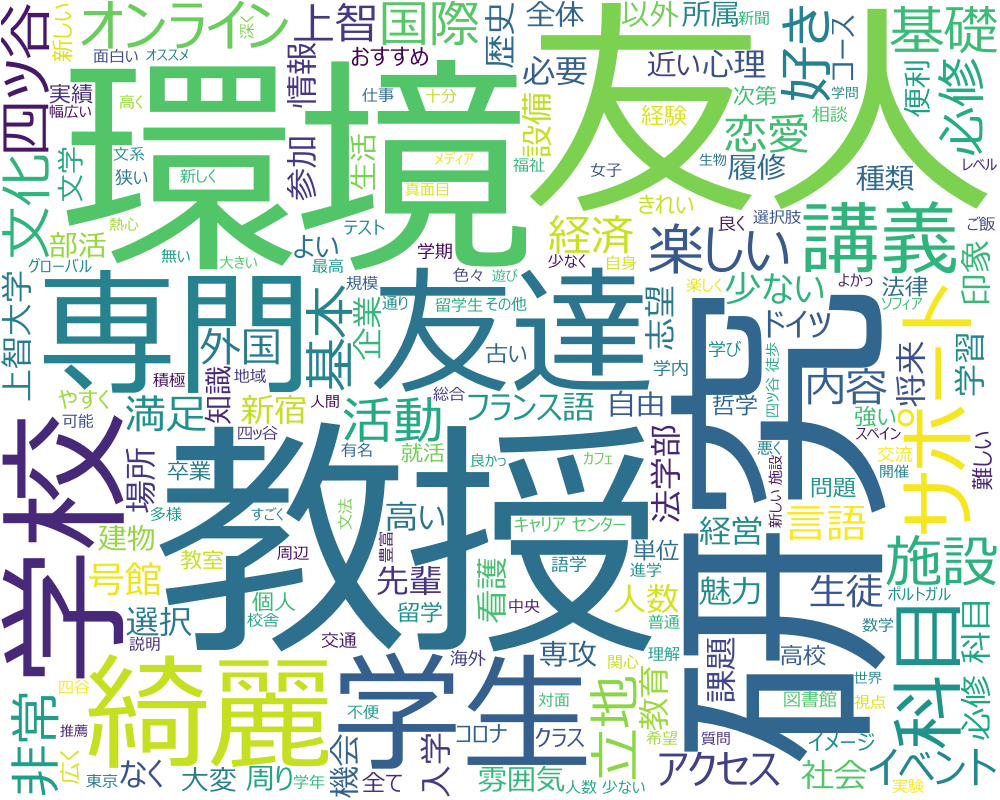 環境
友人
教授
研究
専門
友達
学校
綺麗
学生
講義
科目
施設
サポート
四ツ谷
オンライン
上智
国際
歴史
全体
以外
所属
新聞
基礎
好き
コース
便利
必修
レベル
新しい
深く
面白い
オススメ
おすすめ
必要
近い
心理
学問
相談
実績
幅広い
高く
仕事
十分
情報
設備
経験
次第
恋愛
履修
種類
文化
文学
文系
狭い
新しく
参加
生活
メディア
真面目
福祉
女子
生物
きれい
良く
選択肢
ご飯
熱心
部活
無い
大きい
よい
最高
テスト
学期
経済
楽しい
グローバル
上智大学
規模
通り
色々
遊び
少なく
自身
留学生 その他
楽しく
少ない
よかっ
法律
ソフィア
印象
外国
基本
企業
古い
志望
ドイツ
学び
学内
四ツ谷 徒歩
内容
将来
学習
積極
地域
知識
人間
総合
やすく
可能
満足
新宿
四ッ谷
活動
フランス語
自由
哲学
強い
スペイン
交流
開催
難しい
有名
就活
良かっ
カフェ
法学部
悪く
場所
卒業
多様
すごく
文法
高い
キャリア センター
問題
新しい 施設
建物
教室
周辺
豊富
経営
言語
号館
先輩
看護
語学
単位
進学
個人
校舎
留学
中央
人数
普通
魅力
生徒
ポルトガル
選択
説明
交通
数学
科目
海外
専攻
関心
理解
課題
高校
世界
四谷
不便
対面
立地
教育
希望
質問
図書館
視点
必修
非常
推薦
コロナ
クラス
イメージ
広く
東京
なく
大変
周り
学年
機会
全て
入学
雰囲気
人数 少ない
アクセス
社会
イベント
実験